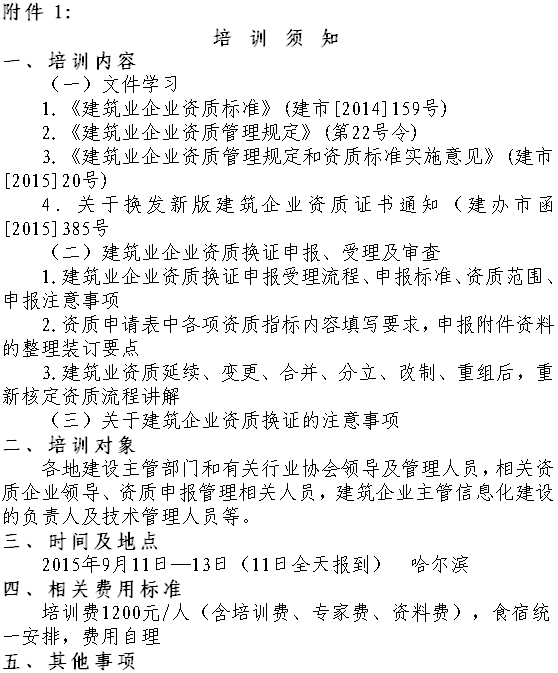 附件 1:
培 训 须 知
一、培训内容
（一）文件学习
1.《建筑业企业资质标准》(建市[2014]159号)
2.《建筑业企业资质管理规定》(第22号令)
3.《建筑业企业资质管理规定和资质标准实施意见》(建市
[2015]20号)
4. 关于换发新版建筑企业资质证书通知（建办市函
[2015]385号
（二）建筑业企业资质换证申报、受理及审查
1.建筑业企业资质换证申报受理流程、申报标准、资质范围、
申报注意事项
2.资质申请表中各项资质指标内容填写要求，申报附件资料
的整理装订要点
3.建筑业资质延续、变更、合并、分立、改制、重组后，重
新核定资质流程讲解
（三）关于建筑企业资质换证的注意事项
二、培训对象
各地建设主管部门和有关行业协会领导及管理人员，相关资
质企业领导、资质申报管理相关人员，建筑企业主管信息化建设
的负责人及技术管理人员等。
三、时间及地点
2015年9月11日—13日（11日全天报到） 哈尔滨
四、相关费用标准
培训费1200元/人（含培训费、专家费、资料费），食宿统
一安排，费用自理
五、其他事项